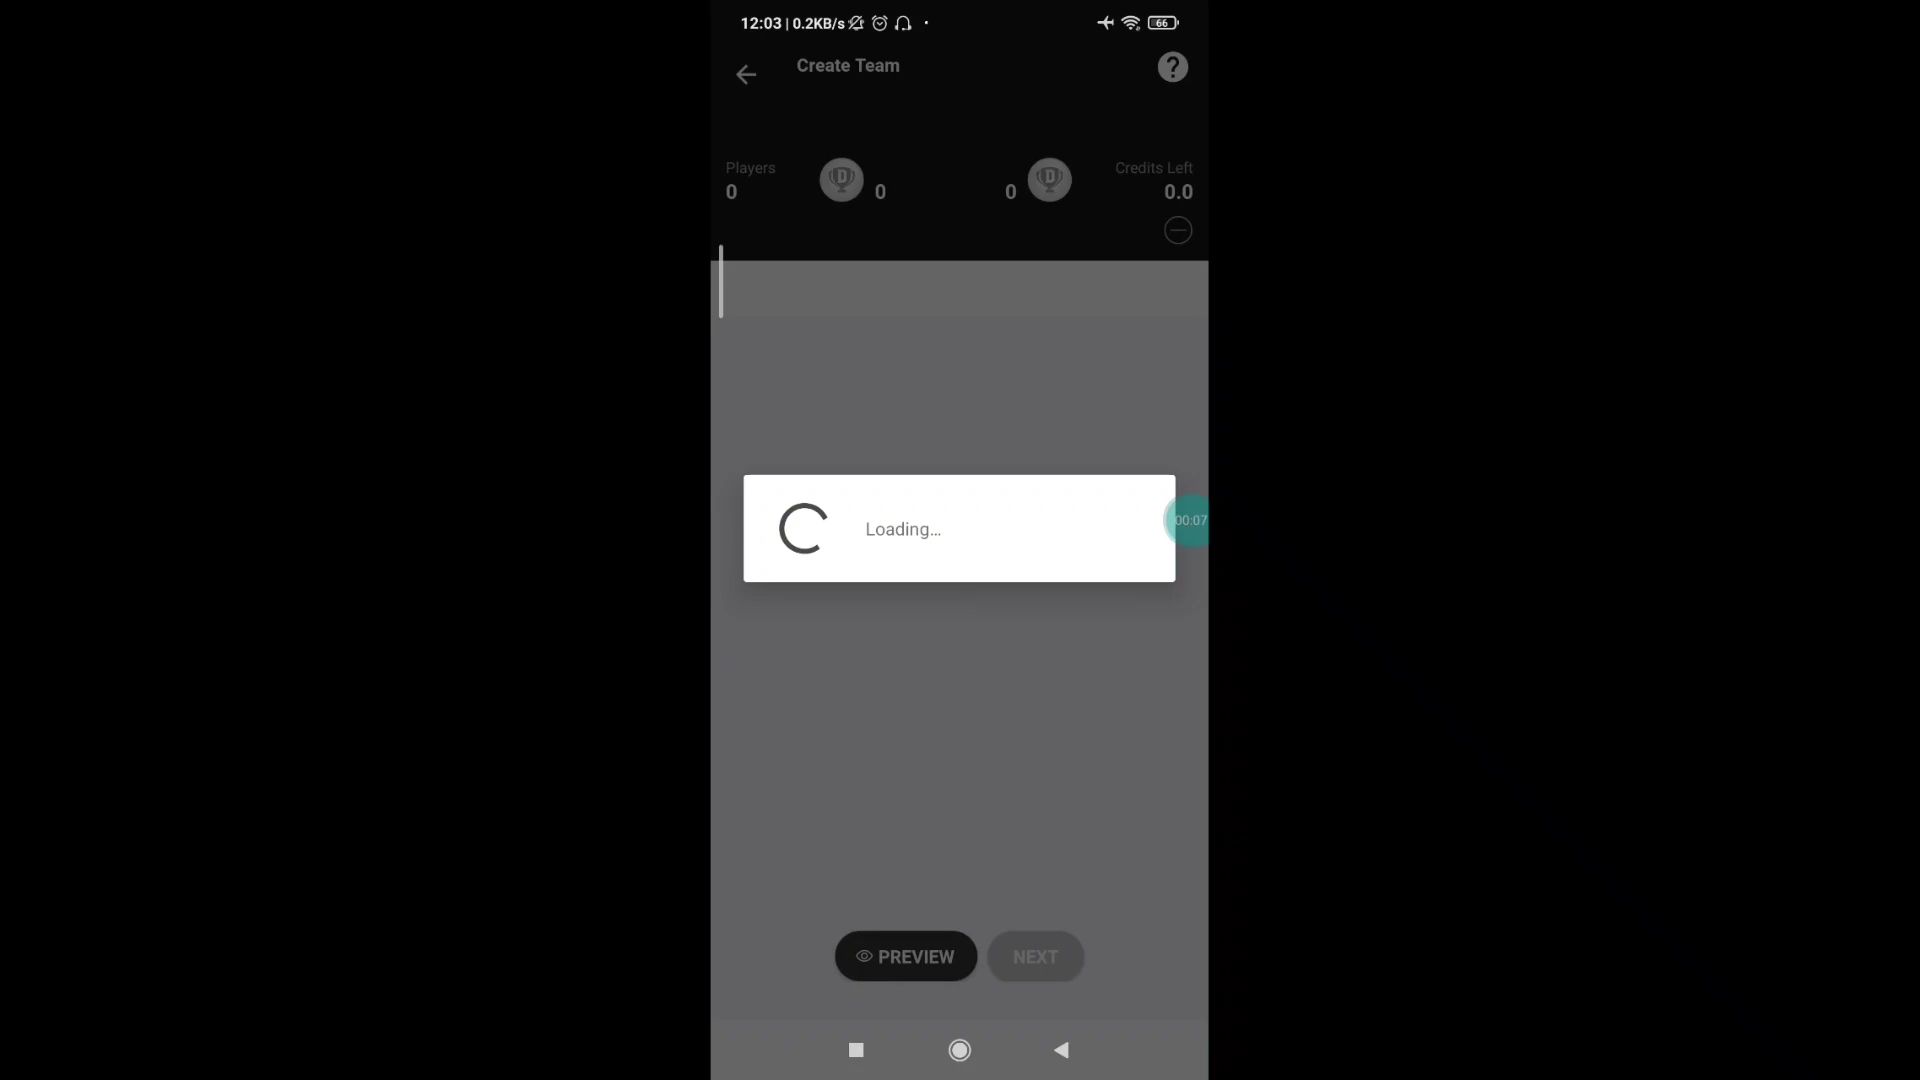 12:03 | 0.2KB/s
66
Create Team
?
Players
Credits Left
0
D
0
0
D
0.0
Loading...
00:07
PREVIEW
NEXT